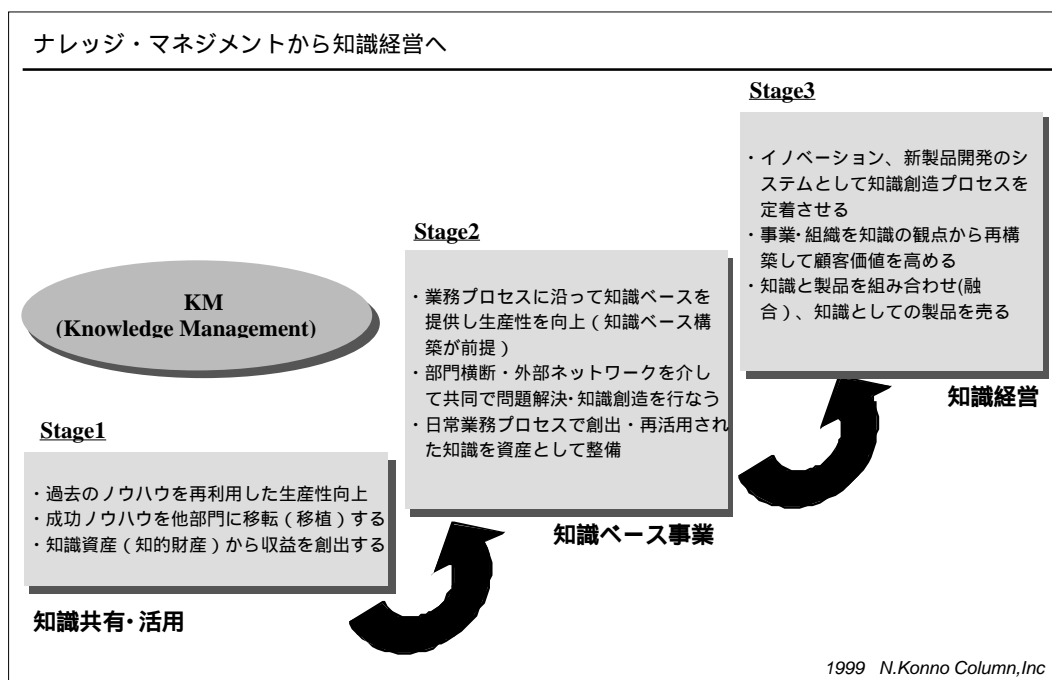 ナレッジ・マネジメントから知識経営へ
Stage3
・イノベーション、新製品開発のシ
ステムとして知識創造プロセスを
定着させる
・事業・組織を知識の観点から再構
築して顧客価値を高める
・知識と製品を組み合わせ(融
合)、知識としての製品を売る
知識経営
Stage2
・業務プロセスに沿って知識ベースを
提供し生産性を向上(知識ベース構
築が前提)
・部門横断・外部ネットワークを介し
て共同で問題解決・知識創造を行なう
・日常業務プロセスで創出・再活用され
た知識を資産として整備
知識ベース事業
KM
(Knowledge Management)
Stage1
・過去のノウハウを再利用した生産性向上
・成功ノウハウを他部門に移転(移植)する
・知識資産(知的財産)から収益を創出する
知識共有・活用
1999 N.Konno Column,Inc